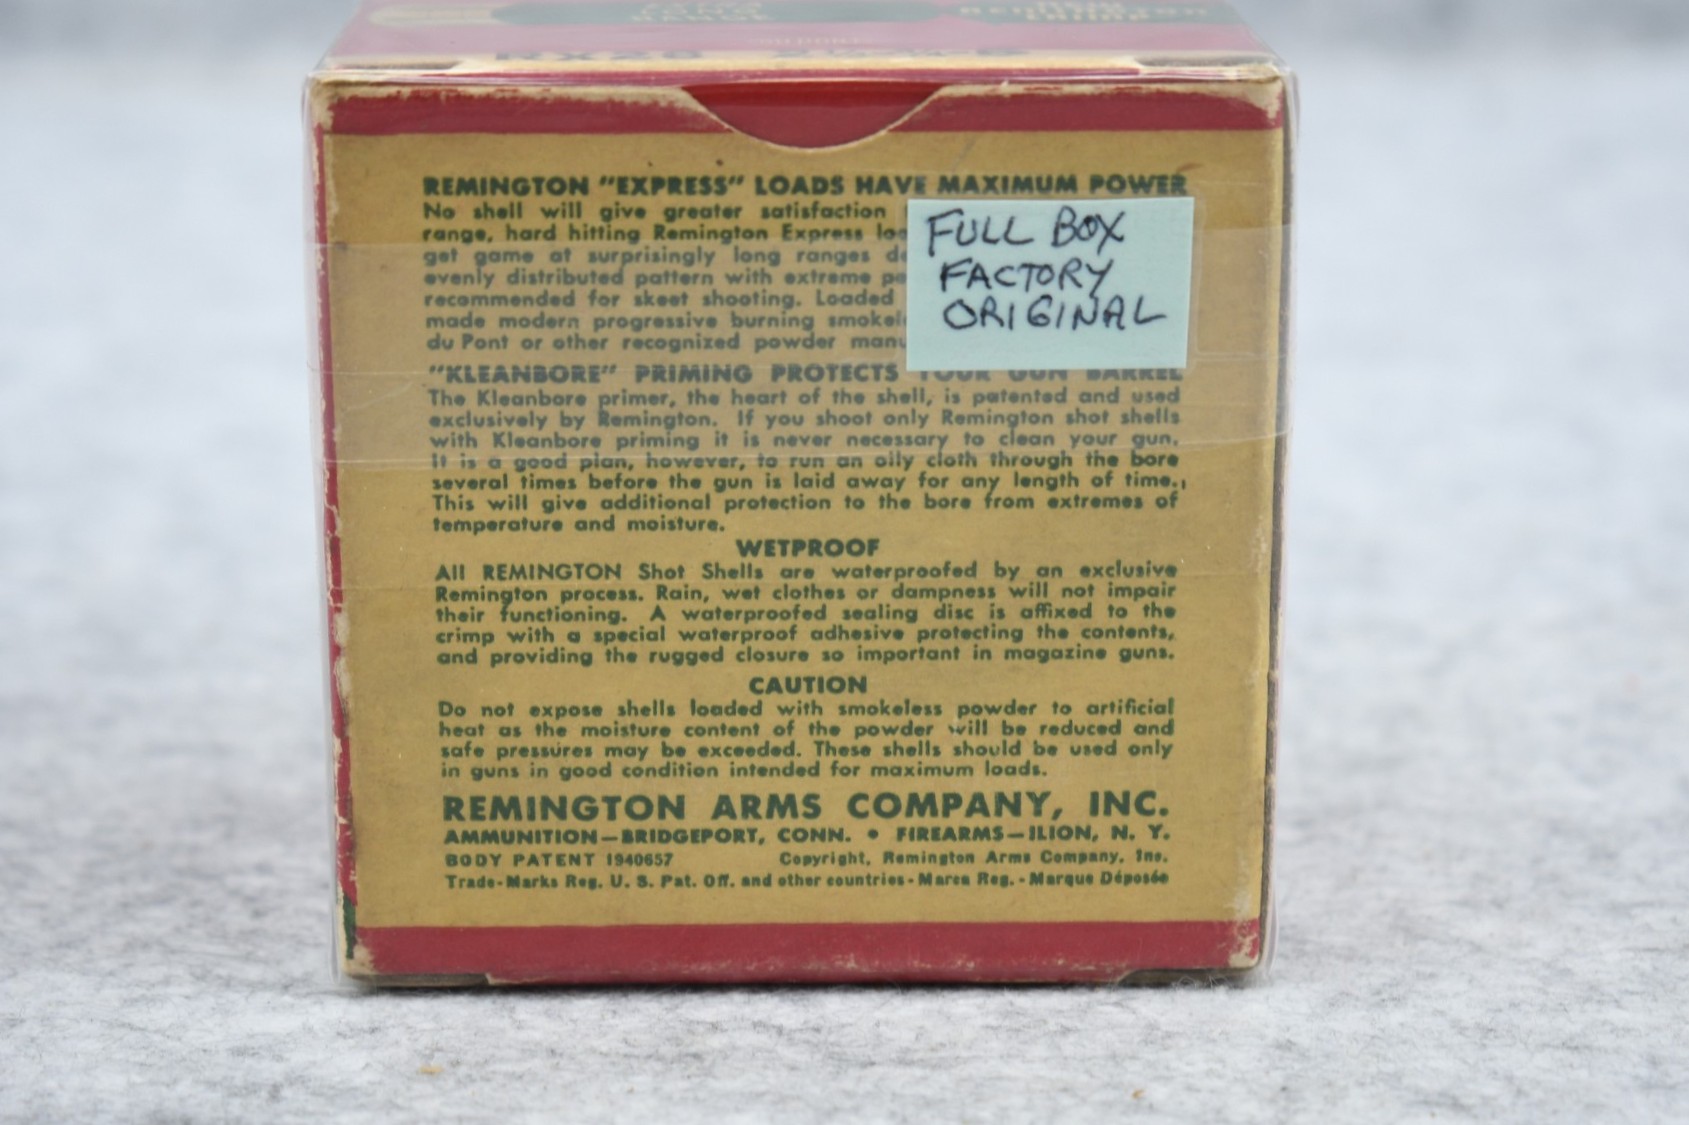 LONG RANGE
NEW REMINGTON CRIMP
REMINGTON "EXPRESS" LOADS HAVE MAXIMUM POWER
No shell will give greater satisfaction
range, hard hitting Remington Express
get game at surprisingly long ranges
evenly distributed pattern with extreme
recommended for skeet shooting. Loaded
made modern progressive burning
du Pont or other recognized powder
FULL BOX
FACTORY
ORIGINAL
"KLEANBORE" PRIMING PROTECTS YOUR GUN BARREL
The Kleanbore primer, the heart of the shell, is patented and used
exclusively by Remington. If you shoot only Remington shot shells
with Kleanbore priming it is never necessary to clean your gun.
It is a good plan, however, to run an oily cloth through the bore
several times before the gun is laid away for any length of time.
This will give additional protection to the bore from extremes of
temperature and moisture.
WETPROOF
All REMINGTON Shot Shells are waterproofed by an exclusive
Remington process. Rain, wet clothes or dampness will not impair
their functioning. A waterproofed sealing disc is affixed to the
crimp with a special waterproof adhesive protecting the contents,
and providing the rugged closure so important in magazine guns.
CAUTION
Do not expose shells loaded with smokeless powder to artificial
heat as the moisture content of the powder will be reduced and
safe pressures may be exceeded. These shells should be used only
in guns in good condition intended for maximum loads.
REMINGTON ARMS COMPANY, INC.
AMMUNITION—BRIDGEPORT, CONN. • FIREARMS—ILION, N. Y.
BODY PATENT 1940657 Copyright, Remington Arms Company, Inc.
Trade-Marks Reg. U. S. Pat. Off. and other countries - Marca Reg. - Marque Déposée